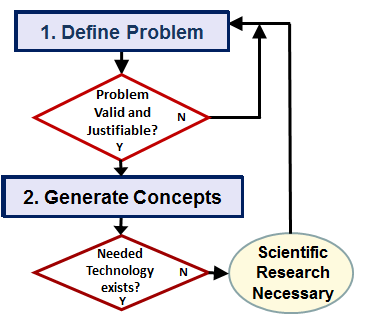 1. Define Problem
Problem
Valid and
Justifiable?
N
Y
2. Generate Concepts
Needed
Technology
exists?
N
Y
Scientific
Research
Necessary